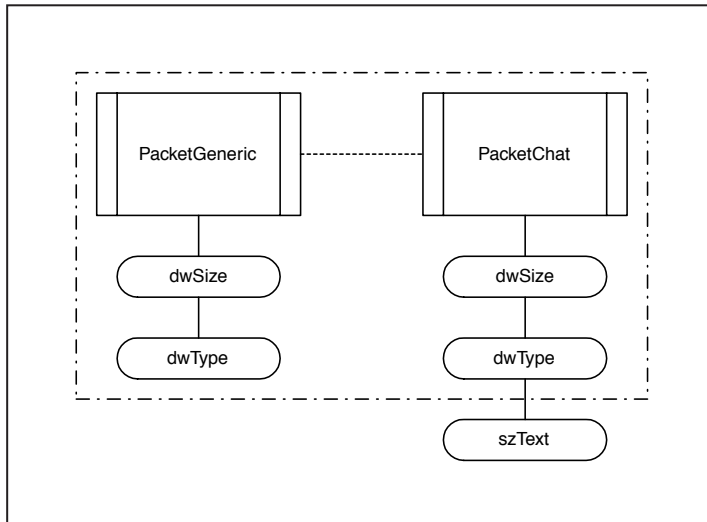 PacketGeneric
PacketChat
dwSize
dwSize
dwType
dwType
szText